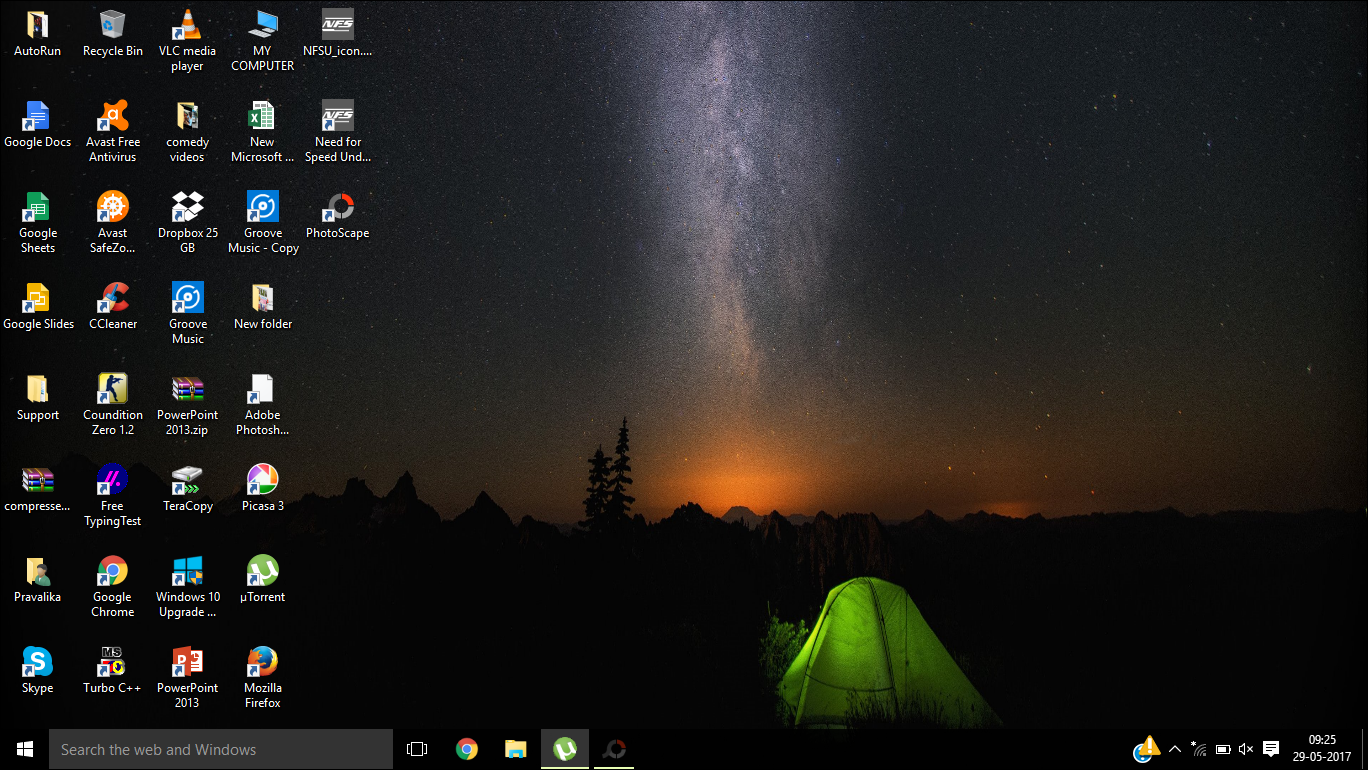 AutoRun
Recycle Bin
VLC media
player
MY
COMPUTER
NFS
NFSU_icon....
Google Docs
Avast Free
Antivirus
comedy
videos
New
Microsoft ...
NFS
Need for
Speed Und...
Google
Sheets
Avast
SafeZo...
Dropbox 25
GB
Groove
Music - Copy
PhotoScape
Google Slides
CCleaner
Groove
Music
New folder
Support
Coundition
Zero 1.2
PowerPoint
2013.zip
Adobe
Photosh...
compresse...
Free
TypingTest
TeraCopy
Picasa 3
Pravalika
Google
Chrome
Windows 10
Upgrade ...
µTorrent
Skype
MS
Turbo C++
PowerPoint
2013
Mozilla
Firefox
Search the web and Windows
09:25
29-05-2017